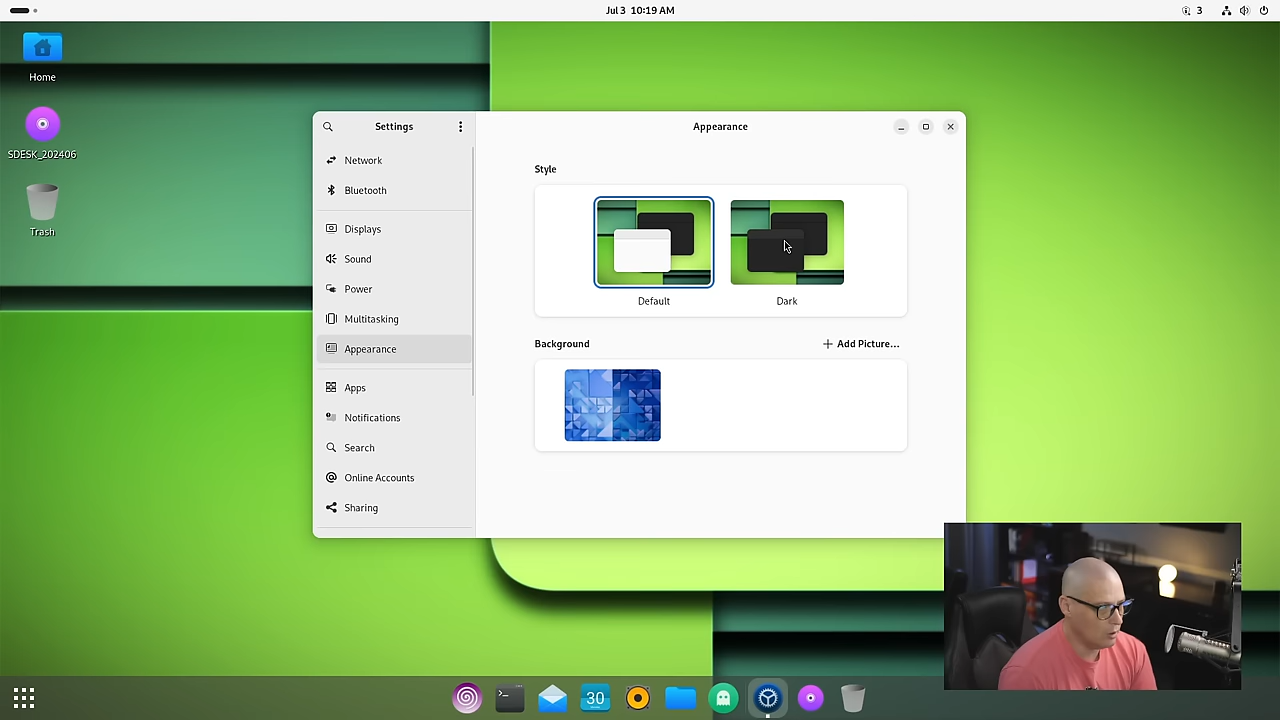 Jul 3 10:19 AM
3
Home
SDESK_202406
Trash
Settings
Network
Bluetooth
Displays
Sound
Power
Multitasking
Appearance
Apps
Notifications
Search
Online Accounts
Sharing
Appearance
Style
Default
Dark
Background
Add Picture...
30